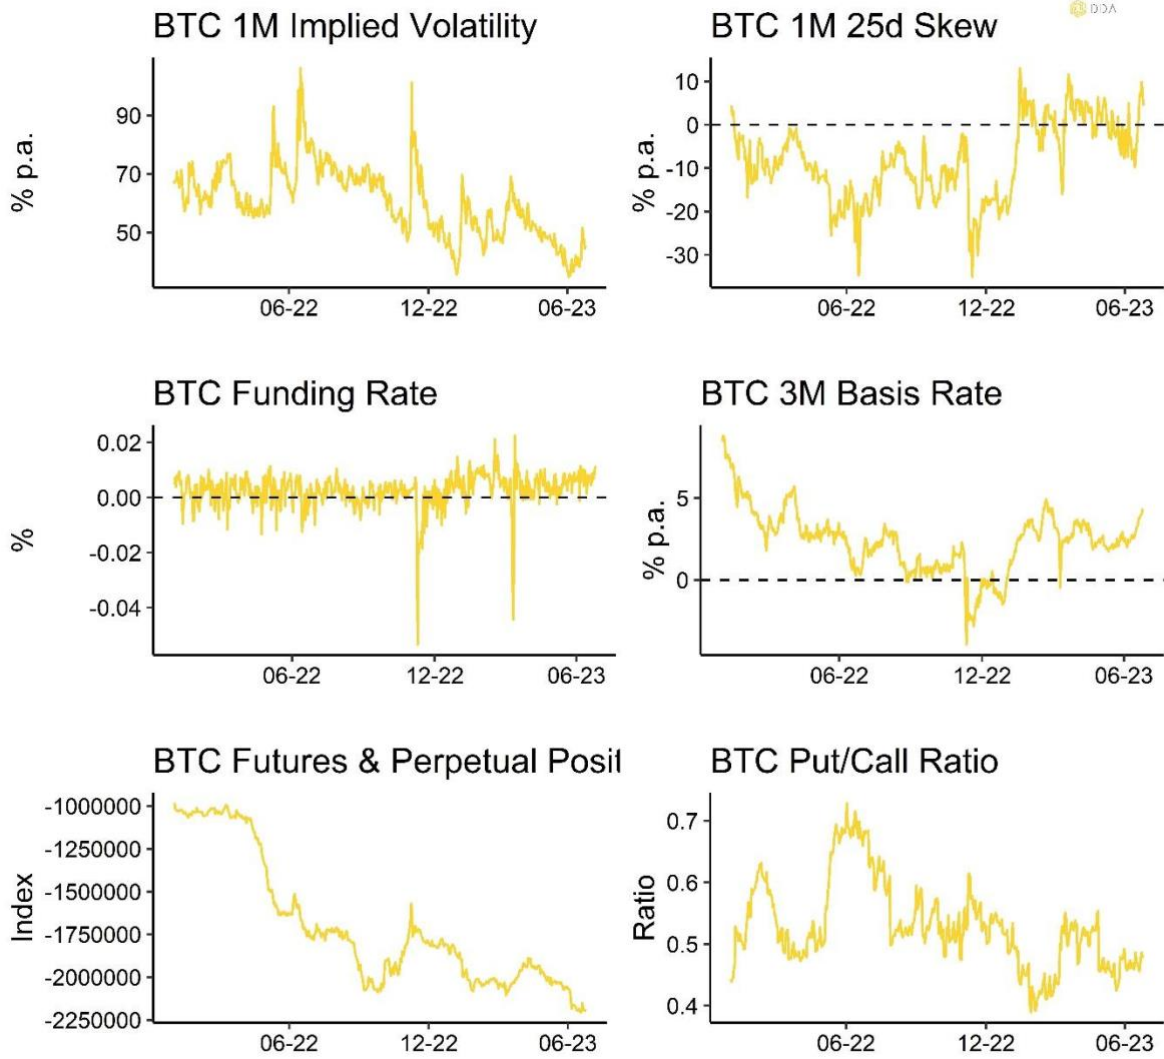 DDA
BTC 1M Implied Volatility
% p.a.
90
70
50
06-22 12-22 06-23
BTC 1M 25d Skew
% p.a.
10
0
-10
-20
-30
06-22 12-22 06-23
BTC Funding Rate
%
0.02
0.00
-0.02
-0.04
06-22 12-22 06-23
BTC 3M Basis Rate
% p.a.
5
0
06-22 12-22 06-23
BTC Futures & Perpetual Posit
Index
-1000000
-1250000
-1500000
-1750000
-2000000
-2250000
06-22 12-22 06-23
BTC Put/Call Ratio
Ratio
0.7
0.6
0.5
0.4
06-22 12-22 06-23